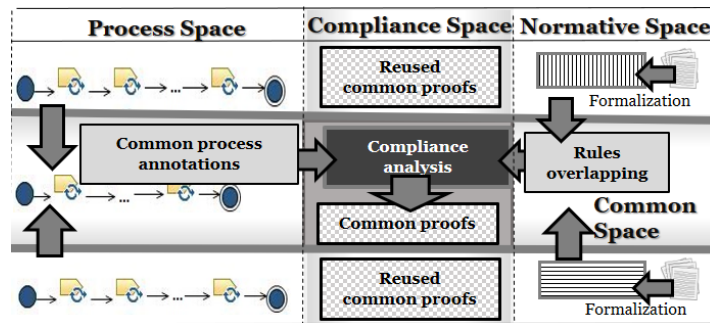 Process Space
Compliance Space
Normative Space
Reused
common proofs
Formalization
Common process
annotations
Compliance
analysis
Rules
overlapping
...
...
Common proofs
Common
Space
Reused
common proofs
...
Formalization